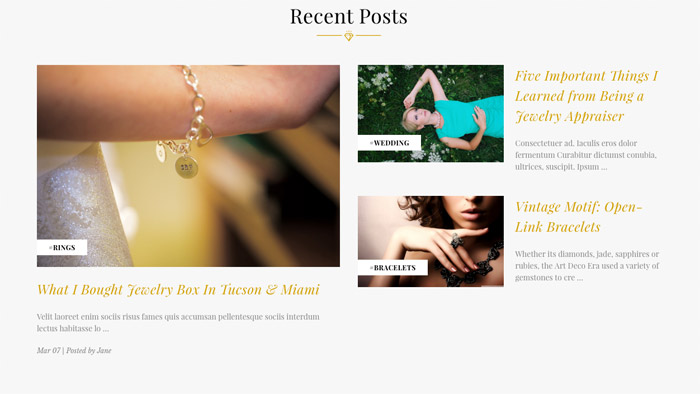 Recent Posts
#RINGS
What I Bought Jewelry Box In Tucson & Miami
Velit laoreet enim sociis risus fames quis accumsan pellentesque sociis interdum
lectus habitasse lo ...
Mar 07 | Posted by Jane
#WEDDING
Five Important Things I
Learned from Being a
Jewelry Appraiser
Consectetuer ad. Iaculis eros dolor
fermentum Curabitur dictumst conubia,
ultrices, suscipit. Ipsum ...
#BRACELETS
Vintage Motif: Open-
Link Bracelets
Whether its diamonds, jade, sapphires or
rubies, the Art Deco Era used a variety of
gemstones to cre ...